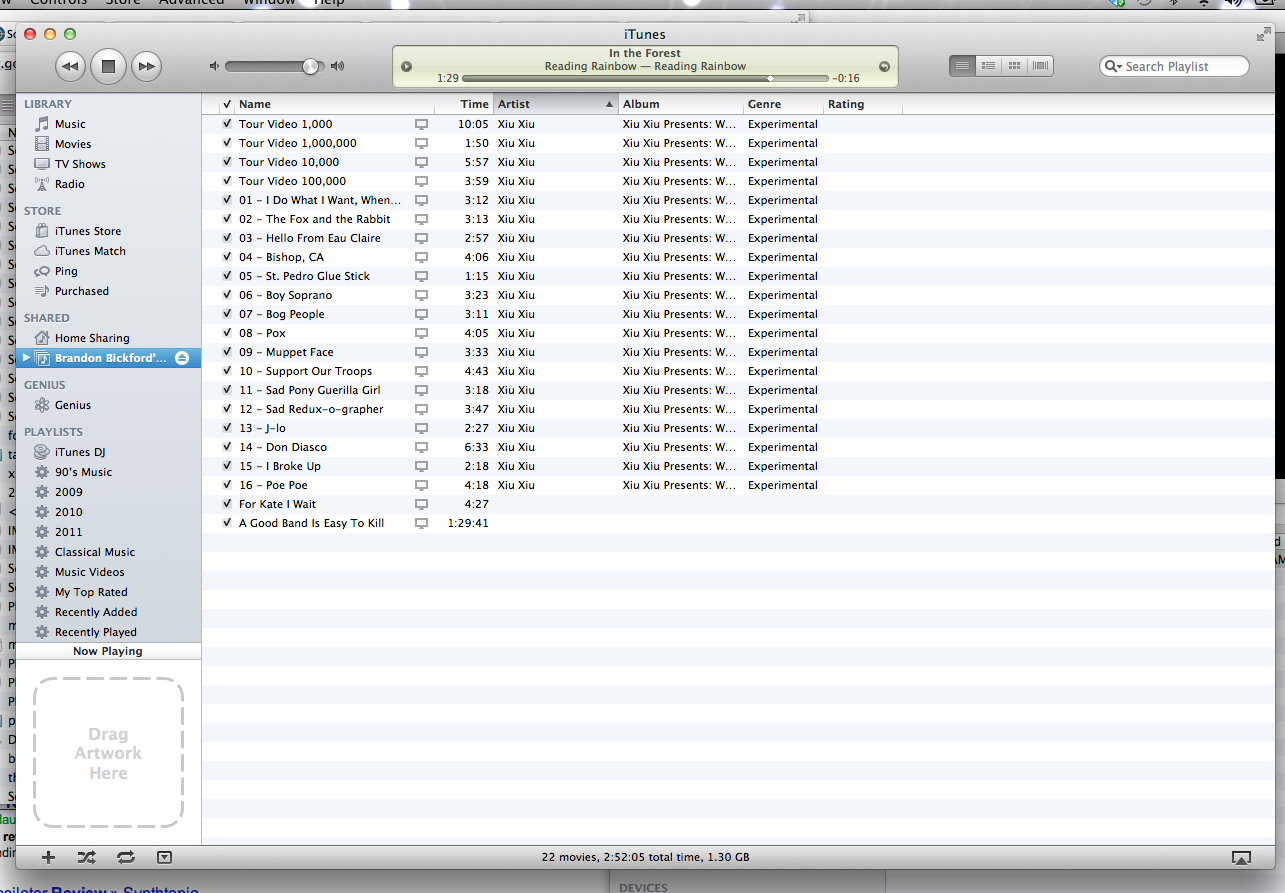 Controls Store Advanced Window Help
iTunes
In the Forest
Reading Rainbow — Reading Rainbow
1:29 -0:16
Search Playlist
LIBRARY
Music
Movies
TV Shows
Radio
STORE
iTunes Store
iTunes Match
Ping
Purchased
SHARED
Home Sharing
Brandon Bickford'...
GENIUS
Genius
PLAYLISTS
iTunes DJ
90's Music
2009
2010
2011
Classical Music
Music Videos
My Top Rated
Recently Added
Recently Played
Now Playing
Drag
Artwork
Here
✓ Name Time Artist Album Genre Rating
Tour Video 1,000 10:05 Xiu Xiu Xiu Xiu Presents: W... Experimental
Tour Video 1,000,000 1:50 Xiu Xiu Xiu Xiu Presents: W... Experimental
Tour Video 10,000 5:57 Xiu Xiu Xiu Xiu Presents: W... Experimental
Tour Video 100,000 3:59 Xiu Xiu Xiu Xiu Presents: W... Experimental
01 - I Do What I Want, When... 3:12 Xiu Xiu Xiu Xiu Presents: W... Experimental
02 - The Fox and the Rabbit 3:13 Xiu Xiu Xiu Xiu Presents: W... Experimental
03 - Hello From Eau Claire 2:57 Xiu Xiu Xiu Xiu Presents: W... Experimental
04 - Bishop, CA 4:06 Xiu Xiu Xiu Xiu Presents: W... Experimental
05 - St. Pedro Glue Stick 1:15 Xiu Xiu Xiu Xiu Presents: W... Experimental
06 - Boy Soprano 3:23 Xiu Xiu Xiu Xiu Presents: W... Experimental
07 - Bog People 3:11 Xiu Xiu Xiu Xiu Presents: W... Experimental
08 - Pox 4:05 Xiu Xiu Xiu Xiu Presents: W... Experimental
09 - Muppet Face 3:33 Xiu Xiu Xiu Xiu Presents: W... Experimental
10 - Support Our Troops 4:43 Xiu Xiu Xiu Xiu Presents: W... Experimental
11 - Sad Pony Guerilla Girl 3:18 Xiu Xiu Xiu Xiu Presents: W... Experimental
12 - Sad Redux-o-grapher 3:47 Xiu Xiu Xiu Xiu Presents: W... Experimental
13 - J-lo 2:27 Xiu Xiu Xiu Xiu Presents: W... Experimental
14 - Don Diasco 6:33 Xiu Xiu Xiu Xiu Presents: W... Experimental
15 - I Broke Up 2:18 Xiu Xiu Xiu Xiu Presents: W... Experimental
16 - Poe Poe 4:18 Xiu Xiu Xiu Xiu Presents: W... Experimental
For Kate I Wait 4:27
A Good Band Is Easy To Kill 1:29:41
22 movies, 2:52:05 total time, 1.30 GB
Review » Synthtopia
DEVICES